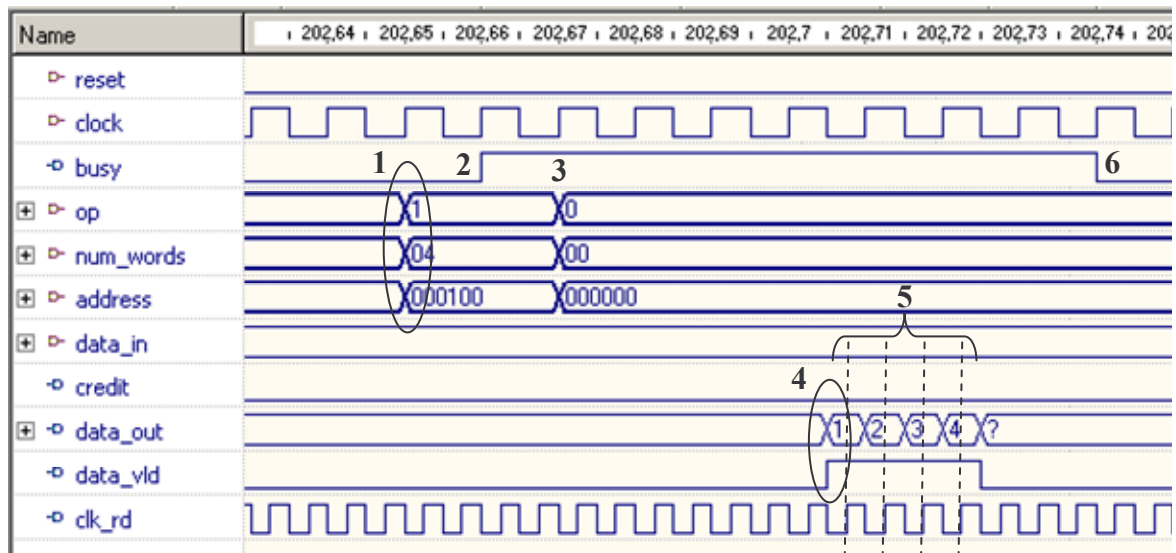 Name 202,64 202,65 202,66 202,67 202,68 202,69 202,7 202,71 202,72 202,73 202,74 202
reset
clock
busy 1 2 3 6
op 1 0
num_words 04 00
address 000100 000000
5
data_in
credit 4
data_out 1 2 3 4 ?
data_vld
clk_rd